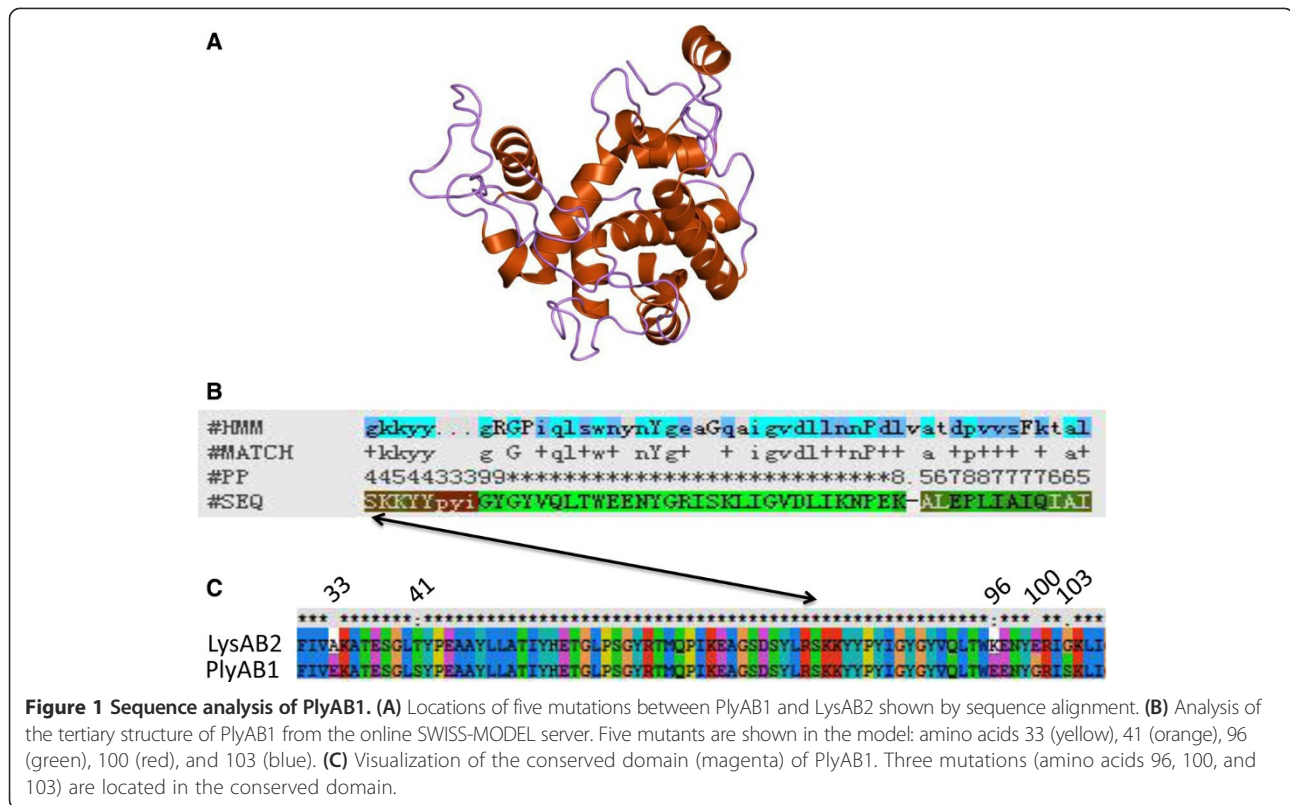 A
B
#HMM gkkyy...gRGPiqlswnynYgeaGqaigvdllnnPdlvatdpvvsFktal
#MATCH +kkyy g G +ql+w+ nYg+ + igvdl++nP++ a+p+++ + a+
#PP 4454433399******************************8.56788777765
#SEQ SKKYYpyiGYGYVQLTWEENYGRISKLIGVDLIKNPEK-ALEPLIAIQIAI
C
33 41 96 100 103
LysAB2 FIVAKATESGLTYPEAAYLLATIYHETGLPSGYRTMQPIKEAGSDSYLRSKKYYPYIGYGYVQLTWKENYERIGKLI
PlyAB1 FIVEKATESGLSYPEAAYLLATIYHETGLPSGYRTMQPIKEAGSDSYLRSKKYYPYIGYGYVQLTWEENYGRISKLI
Figure 1 Sequence analysis of PlyAB1. (A) Locations of five mutations between PlyAB1 and LysAB2 shown by sequence alignment. (B) Analysis of
the tertiary structure of PlyAB1 from the online SWISS-MODEL server. Five mutants are shown in the model: amino acids 33 (yellow), 41 (orange), 96
(green), 100 (red), and 103 (blue). (C) Visualization of the conserved domain (magenta) of PlyAB1. Three mutations (amino acids 96, 100, and
103) are located in the conserved domain.